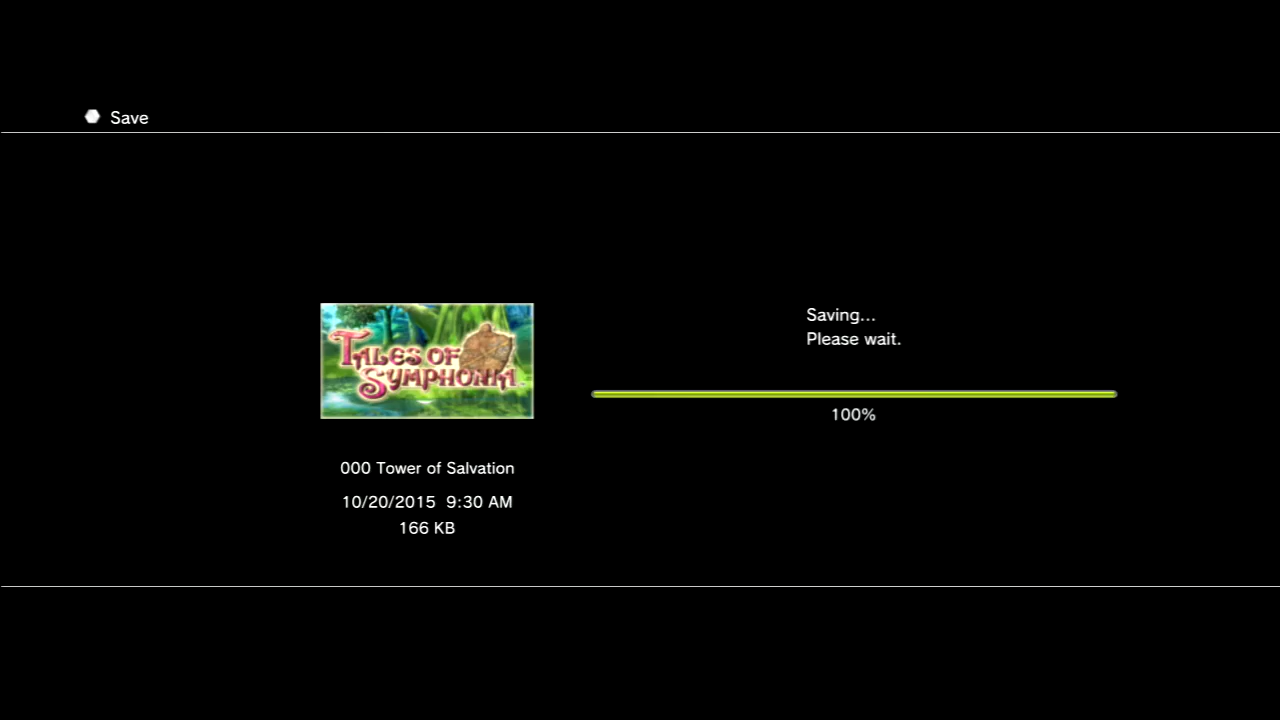 Save
TALES OF
SYMPHONIA
Saving...
Please wait.
100%
000 Tower of Salvation
10/20/2015 9:30 AM
166 KB